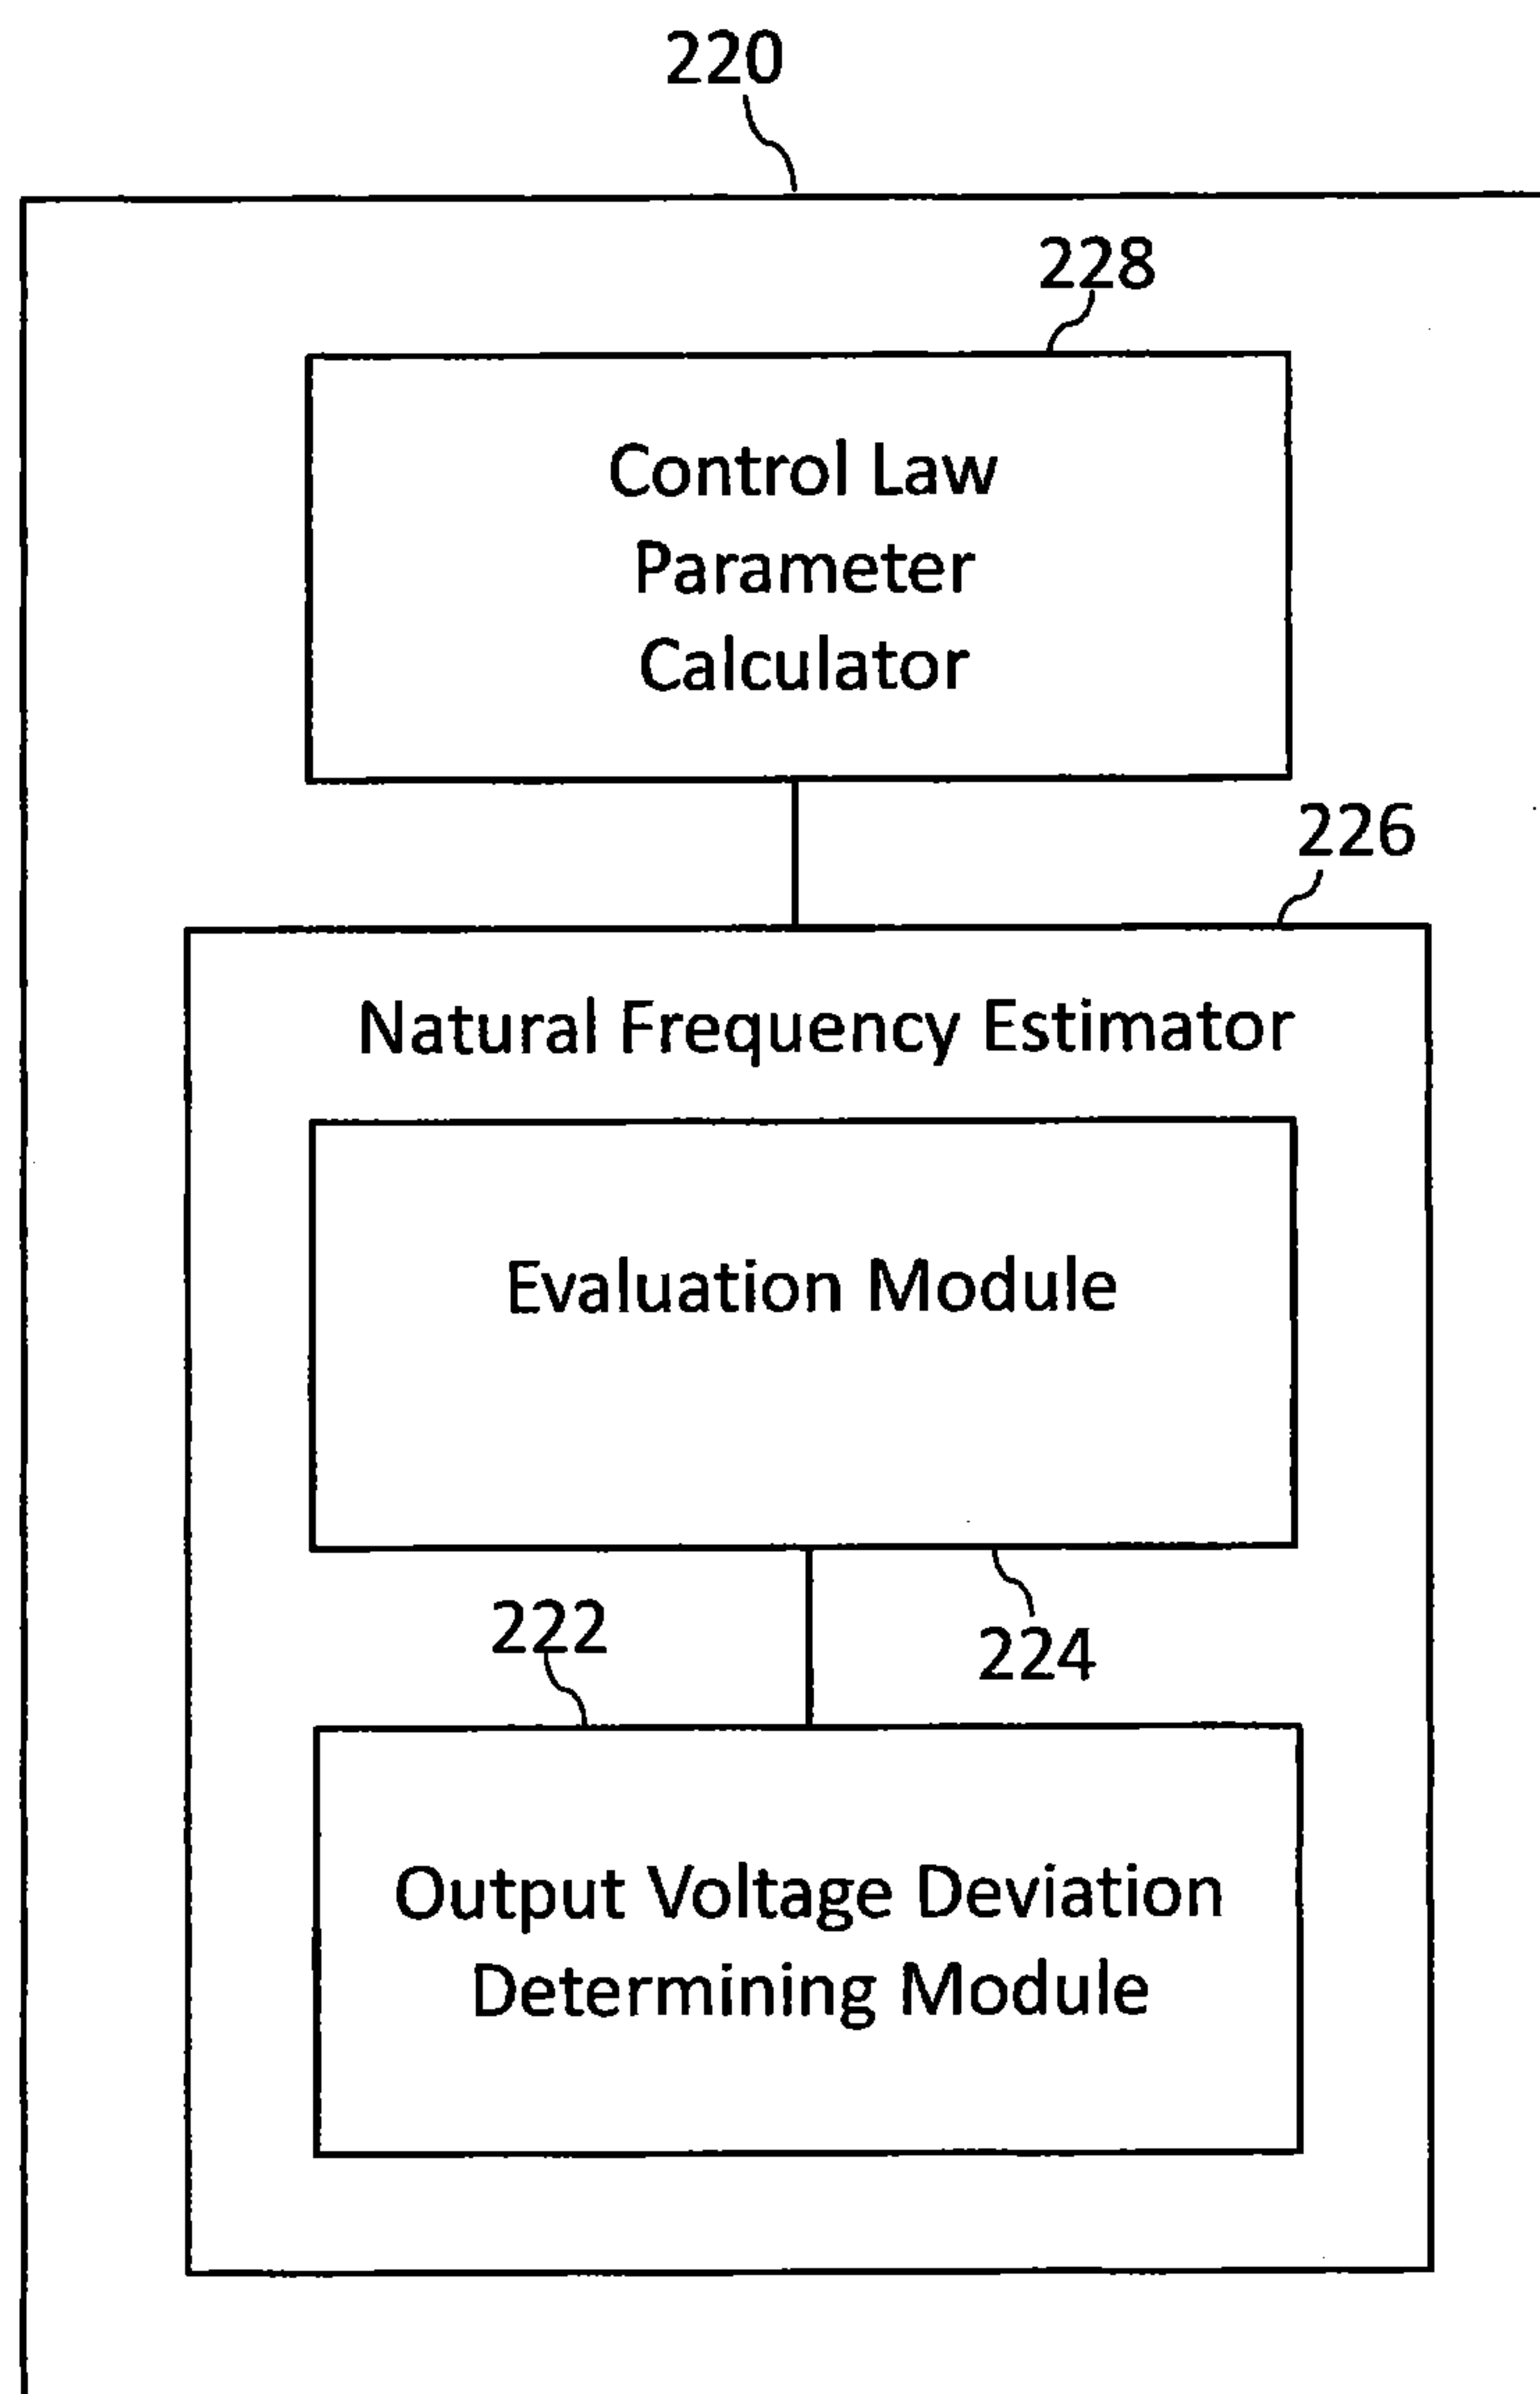 220
228
Control Law
Parameter
Calculator
226
Natural Frequency Estimator
Evaluation Module
222
224
Output Voltage Deviation
Determining Module